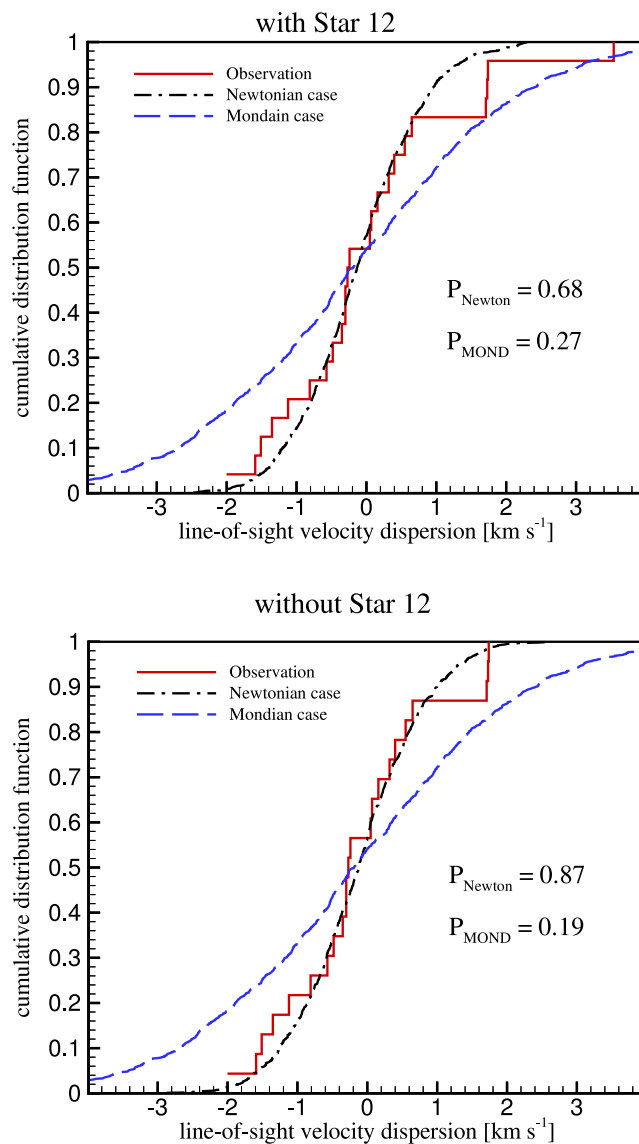 with Star 12
1
0.9
0.8
0.7
0.6
0.5
0.4
0.3
0.2
0.1
0
cumulative distribution function
Observation
Newtonian case
Mondain case
P_Newton = 0.68
P_MOND = 0.27
-3 -2 -1 0 1 2 3
line-of-sight velocity dispersion [km s⁻¹]
without Star 12
1
0.9
0.8
0.7
0.6
0.5
0.4
0.3
0.2
0.1
0
cumulative distribution function
Observation
Newtonian case
Mondian case
P_Newton = 0.87
P_MOND = 0.19
-3 -2 -1 0 1 2 3
line-of-sight velocity dispersion [km s⁻¹]